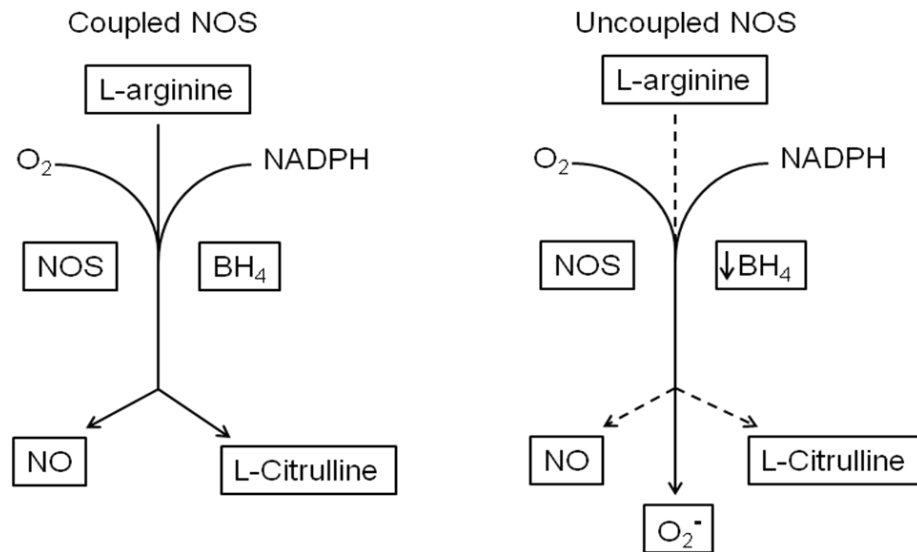 Coupled NOS
L-arginine
O₂
NADPH
NOS
BH₄
NO
L-Citrulline
Uncoupled NOS
L-arginine
O₂
NADPH
NOS
↓BH₄
NO
L-Citrulline
O₂⁻